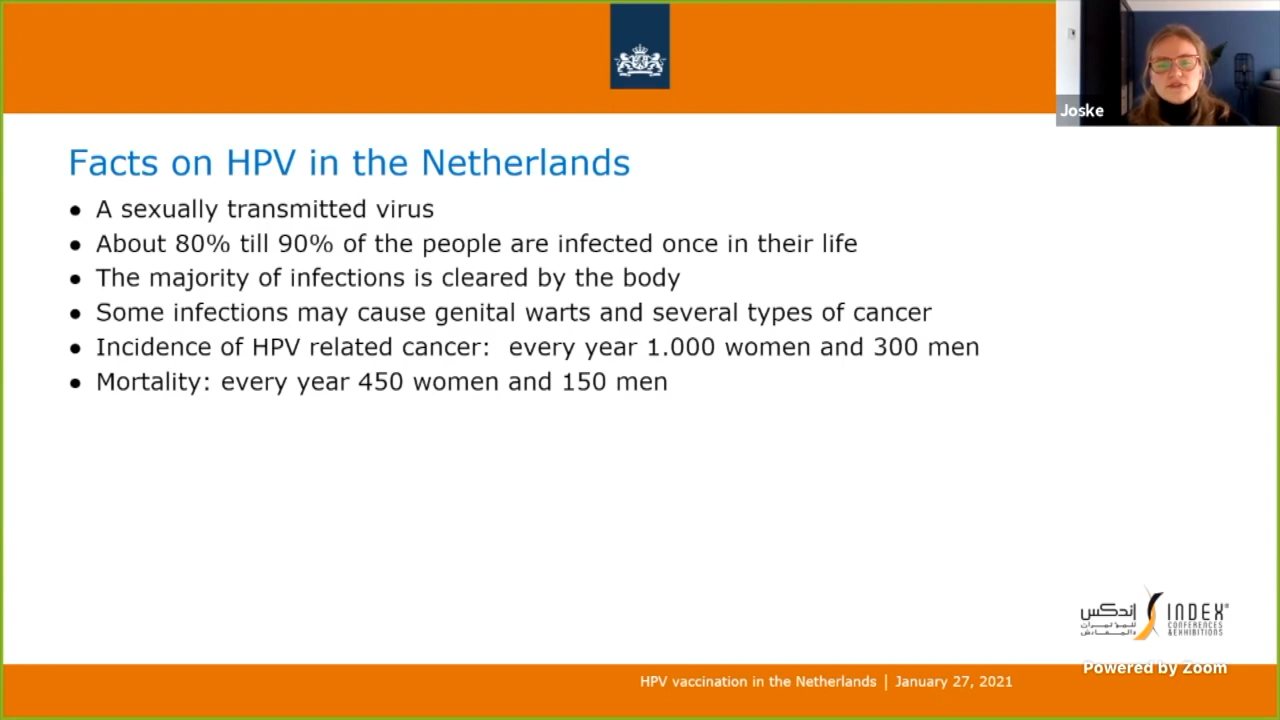 Joske
Facts on HPV in the Netherlands
• A sexually transmitted virus
• About 80% till 90% of the people are infected once in their life
• The majority of infections is cleared by the body
• Some infections may cause genital warts and several types of cancer
• Incidence of HPV related cancer:  every year 1.000 women and 300 men
• Mortality: every year 450 women and 150 men
إندكس
للمؤتمرات
والمعارض
INDEX®
CONFERENCES
& EXHIBITIONS
Powered by Zoom
HPV vaccination in the Netherlands | January 27, 2021